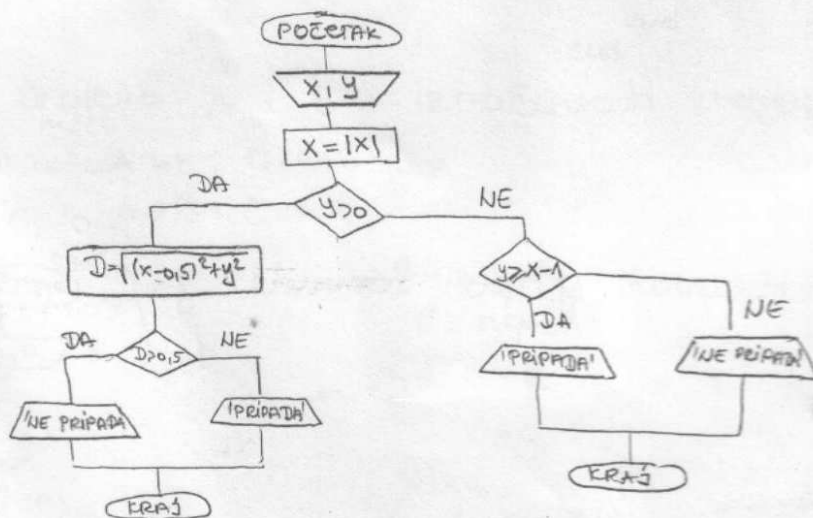 POČETAK
X, Y
X = |X|
DA
Y>0
NE
D=√(X-0,5)²+Y²
Y≥X-1
DA
D>0,5
NE
DA
NE
'NE PRIPADA'
'PRIPADA'
'PRIPADA'
'NE PRIPADA'
KRAJ
KRAJ